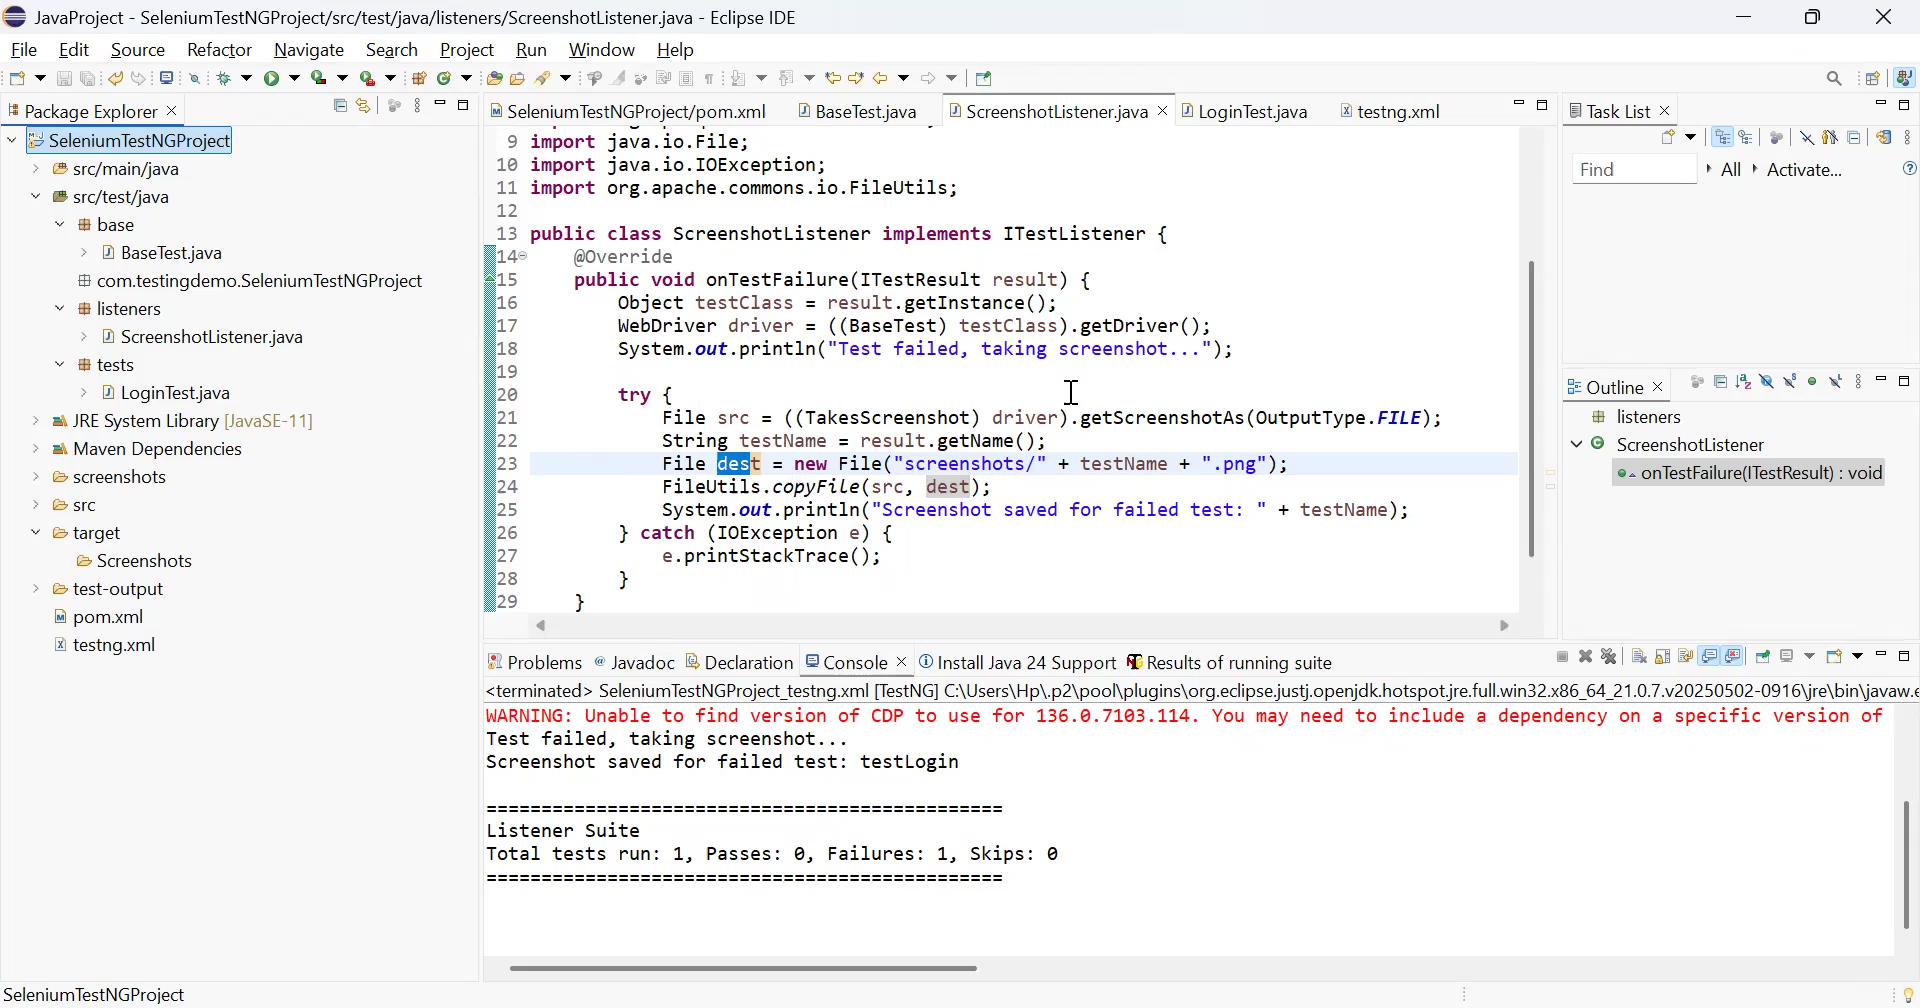 JavaProject - SeleniumTestNGProject/src/test/java/listeners/ScreenshotListener.java - Eclipse IDE
File Edit Source Refactor Navigate Search Project Run Window Help
Package Explorer
SeleniumTestNGProject
src/main/java
src/test/java
base
BaseTest.java
com.testingdemo.SeleniumTestNGProject
listeners
ScreenshotListener.java
tests
LoginTest.java
JRE System Library [JavaSE-11]
Maven Dependencies
screenshots
src
target
Screenshots
test-output
pom.xml
testng.xml
SeleniumTestNGProject/pom.xml BaseTest.java ScreenshotListener.java LoginTest.java testng.xml
9 import java.io.File;
10 import java.io.IOException;
11 import org.apache.commons.io.FileUtils;
12
13 public class ScreenshotListener implements ITestListener {
14 @Override
15 public void onTestFailure(ITestResult result) {
16 Object testClass = result.getInstance();
17 WebDriver driver = ((BaseTest) testClass).getDriver();
18 System.out.println("Test failed, taking screenshot...");
19
20 try {
21 File src = ((TakesScreenshot) driver).getScreenshotAs(OutputType.FILE);
22 String testName = result.getName();
23 File dest = new File("screenshots/" + testName + ".png");
24 FileUtils.copyFile(src, dest);
25 System.out.println("Screenshot saved for failed test: " + testName);
26 } catch (IOException e) {
27 e.printStackTrace();
28 }
29 }
Task List
Find All Activate...
Outline
listeners
ScreenshotListener
onTestFailure(ITestResult) : void
Problems Javadoc Declaration Console Install Java 24 Support Results of running suite
<terminated> SeleniumTestNGProject_testng.xml [TestNG] C:\Users\Hp\.p2\pool\plugins\org.eclipse.justj.openjdk.hotspot.jre.full.win32.x86_64_21.0.7.v20250502-0916\jre\bin\javaw.e
WARNING: Unable to find version of CDP to use for 136.0.7103.114. You may need to include a dependency on a specific version of
Test failed, taking screenshot...
Screenshot saved for failed test: testLogin
===============================================
Listener Suite
Total tests run: 1, Passes: 0, Failures: 1, Skips: 0
===============================================
SeleniumTestNGProject